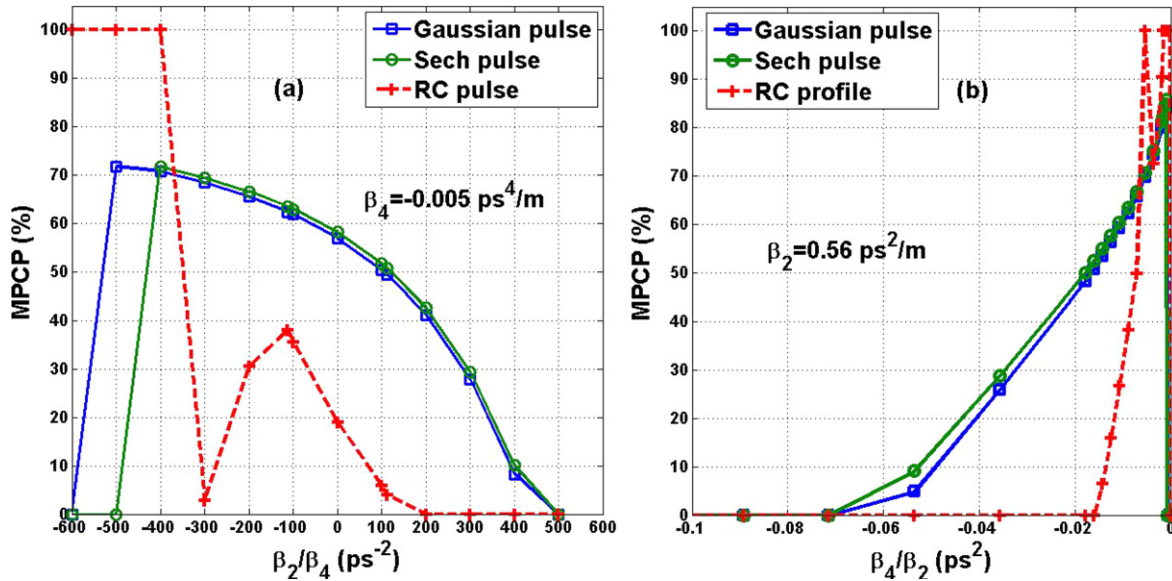 MPCP (%)
100
90
80
70
60
50
40
30
20
10
0
-600 -500 -400 -300 -200 -100 0 100 200 300 400 500 600
β2/β4 (ps-2)
Gaussian pulse
Sech pulse
RC pulse
(a)
β4=-0.005 ps4/m
MPCP (%)
100
90
80
70
60
50
40
30
20
10
0
-0.1 -0.08 -0.06 -0.04 -0.02 0
β4/β2 (ps2)
Gaussian pulse
Sech pulse
RC profile
(b)
β2=0.56 ps2/m